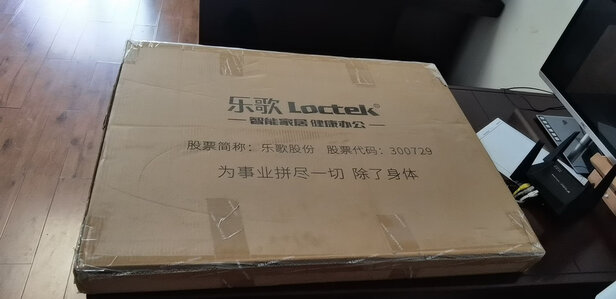 乐歌 Loctek®
智能家居 健康办公
股票简称：乐歌股份 股票代码：300729
为事业拼尽一切 除了身体